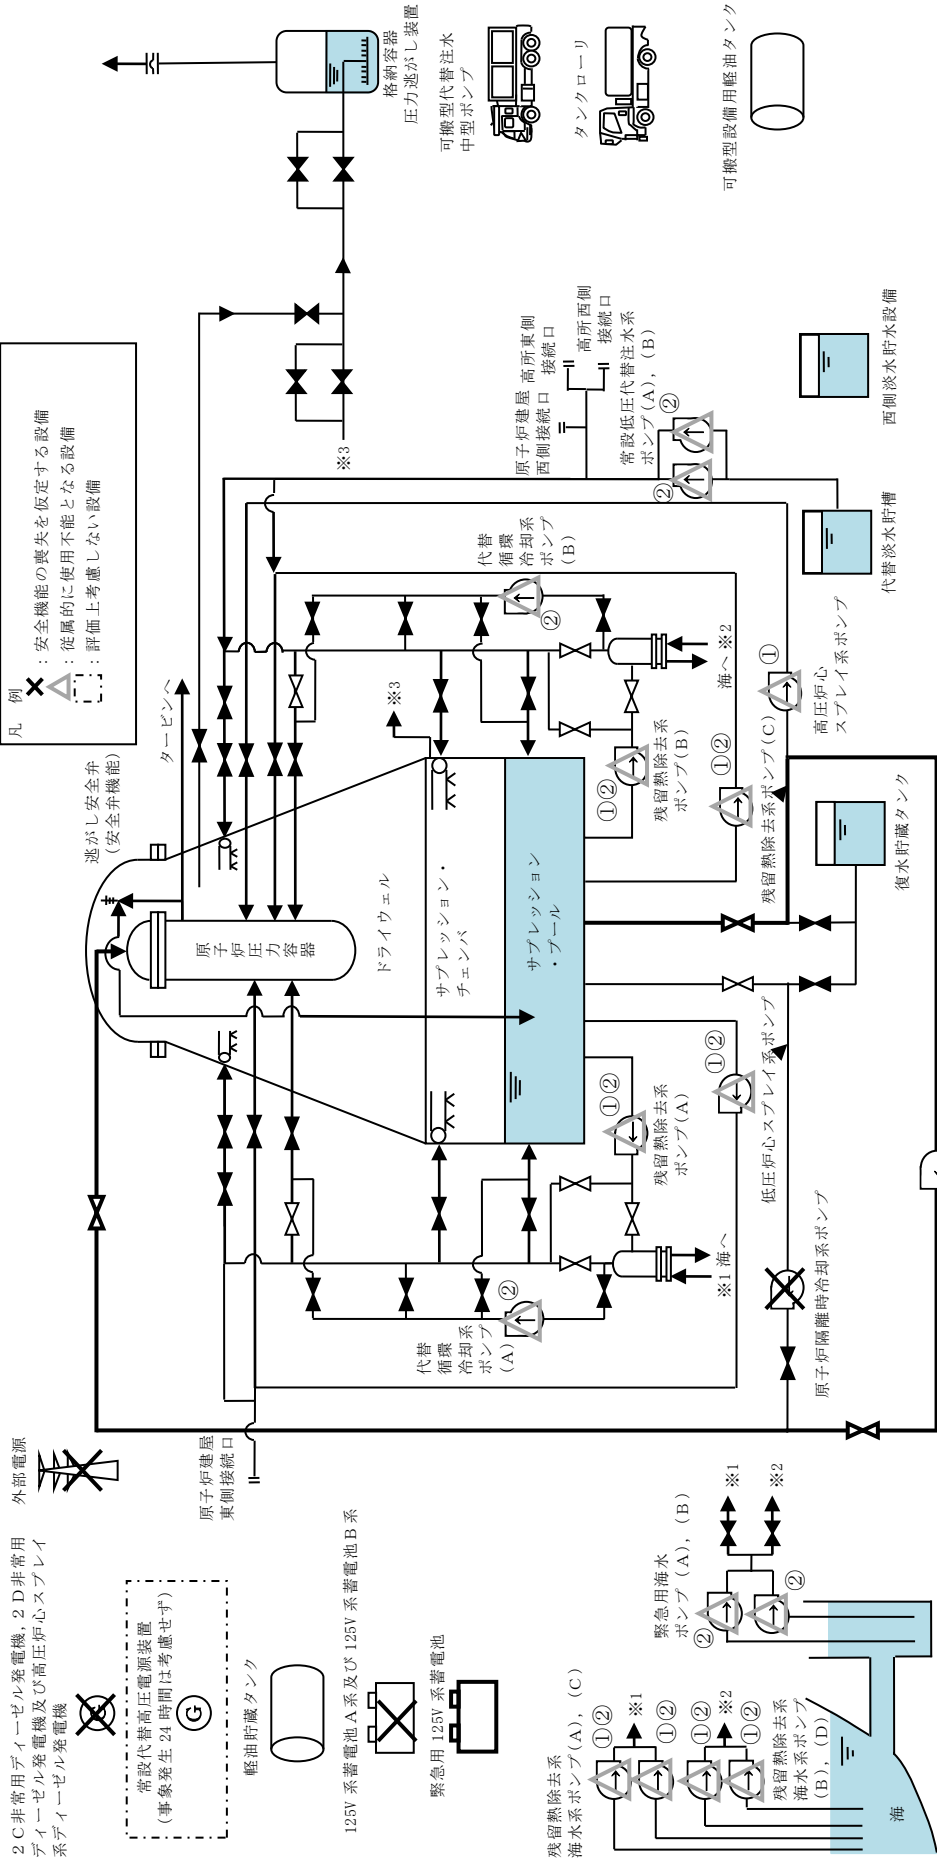 2C非常用ディーゼル発電機，2D非常用
ディーゼル発電機及び高圧炉心スプレイ
系ディーゼル発電機
外部電源
常設代替高圧電源装置
(事象発生24時間は考慮せず)
G
G
軽油貯蔵タンク
125V系蓄電池A系及び125V系蓄電池B系
緊急用125V系蓄電池
凡　例
：安全機能の喪失を仮定する設備
：従属的に使用不能となる設備
：評価上考慮しない設備
逃がし安全弁
(安全弁機能)
タービンへ
原子炉建屋
東側接続口
原子炉圧力容器
ドライウェル
サプレッション・
チェンバ
サプレッション
・プール
※3
※3
格納容器
圧力逃がし装置
可搬型代替注水
中型ポンプ
タンクローリ
可搬型設備用軽油タンク
原子炉建屋
西側接続口
高所東側
接続口
高所西側
接続口
常設低圧代替注水系
ポンプ(A)，(B)
②
②
西側淡水貯水設備
代替淡水貯槽
代替
循環
冷却系
ポンプ
(B)
②
海へ
※2
残留熱除去系
ポンプ(B)
①②
残留熱除去系ポンプ(C)
①②
高圧炉心
スプレイ系ポンプ
①
復水貯蔵タンク
代替
循環
冷却系
ポンプ
(A)
②
※1
海へ
残留熱除去系
ポンプ(A)
①②
低圧炉心スプレイ系ポンプ
①②
原子炉隔離時冷却系ポンプ
緊急用海水
ポンプ(A)，(B)
②
②
※1
※2
残留熱除去系
海水系ポンプ(A)，(C)
①②
※1
①②
①②
※2
①②
残留熱除去系
海水系ポンプ
(B)，(D)
海